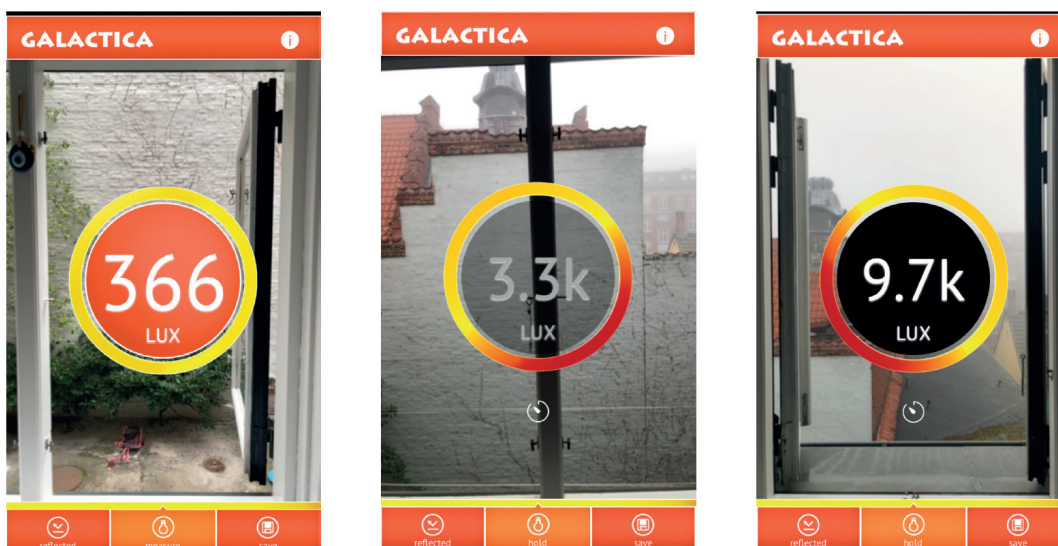 GALACTICA
i
366
LUX
reflected
measure
save
GALACTICA
i
3.3k
LUX
reflected
hold
save
GALACTICA
i
9.7k
LUX
reflected
hold
save